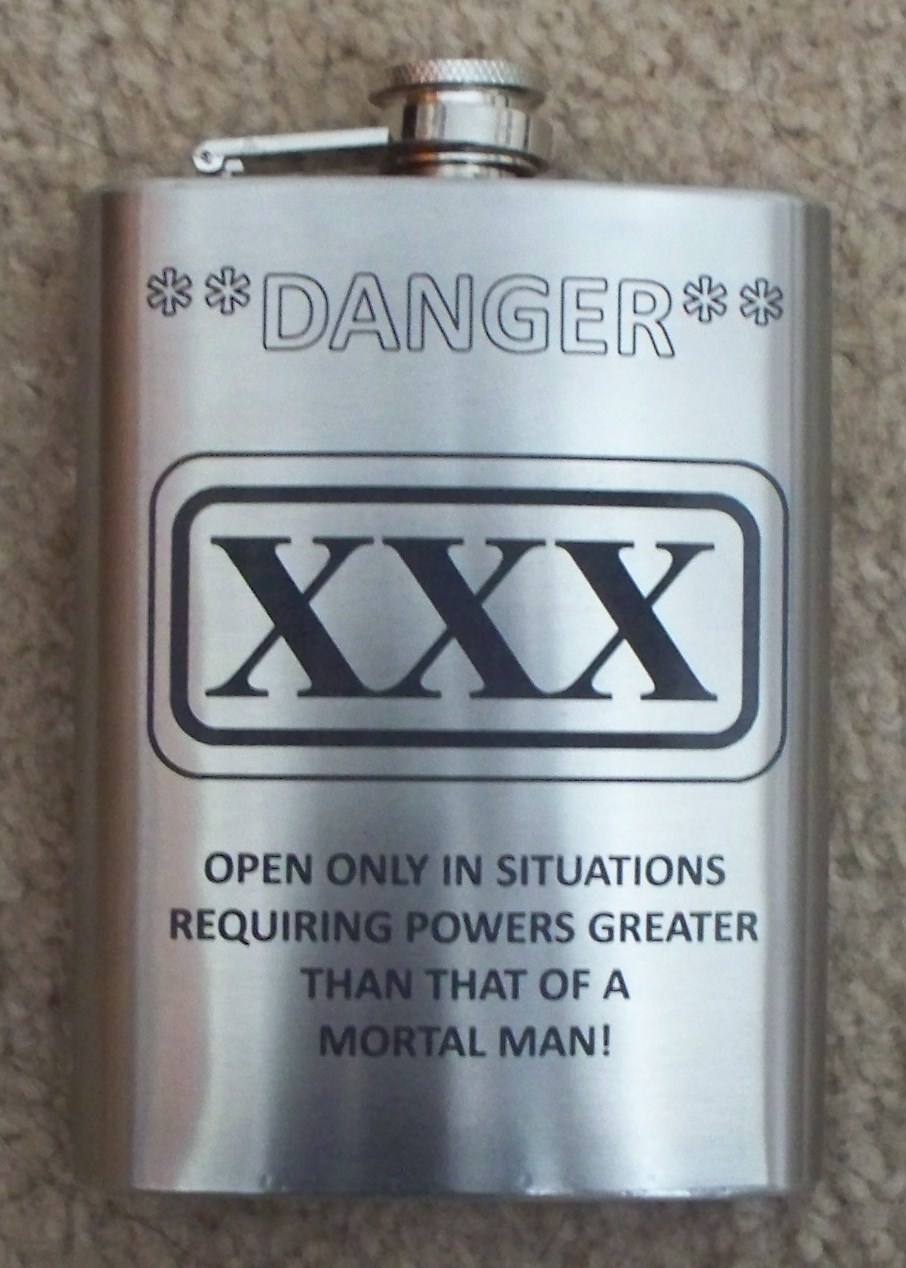 **DANGER**
XXX
OPEN ONLY IN SITUATIONS
REQUIRING POWERS GREATER
THAN THAT OF A
MORTAL MAN!